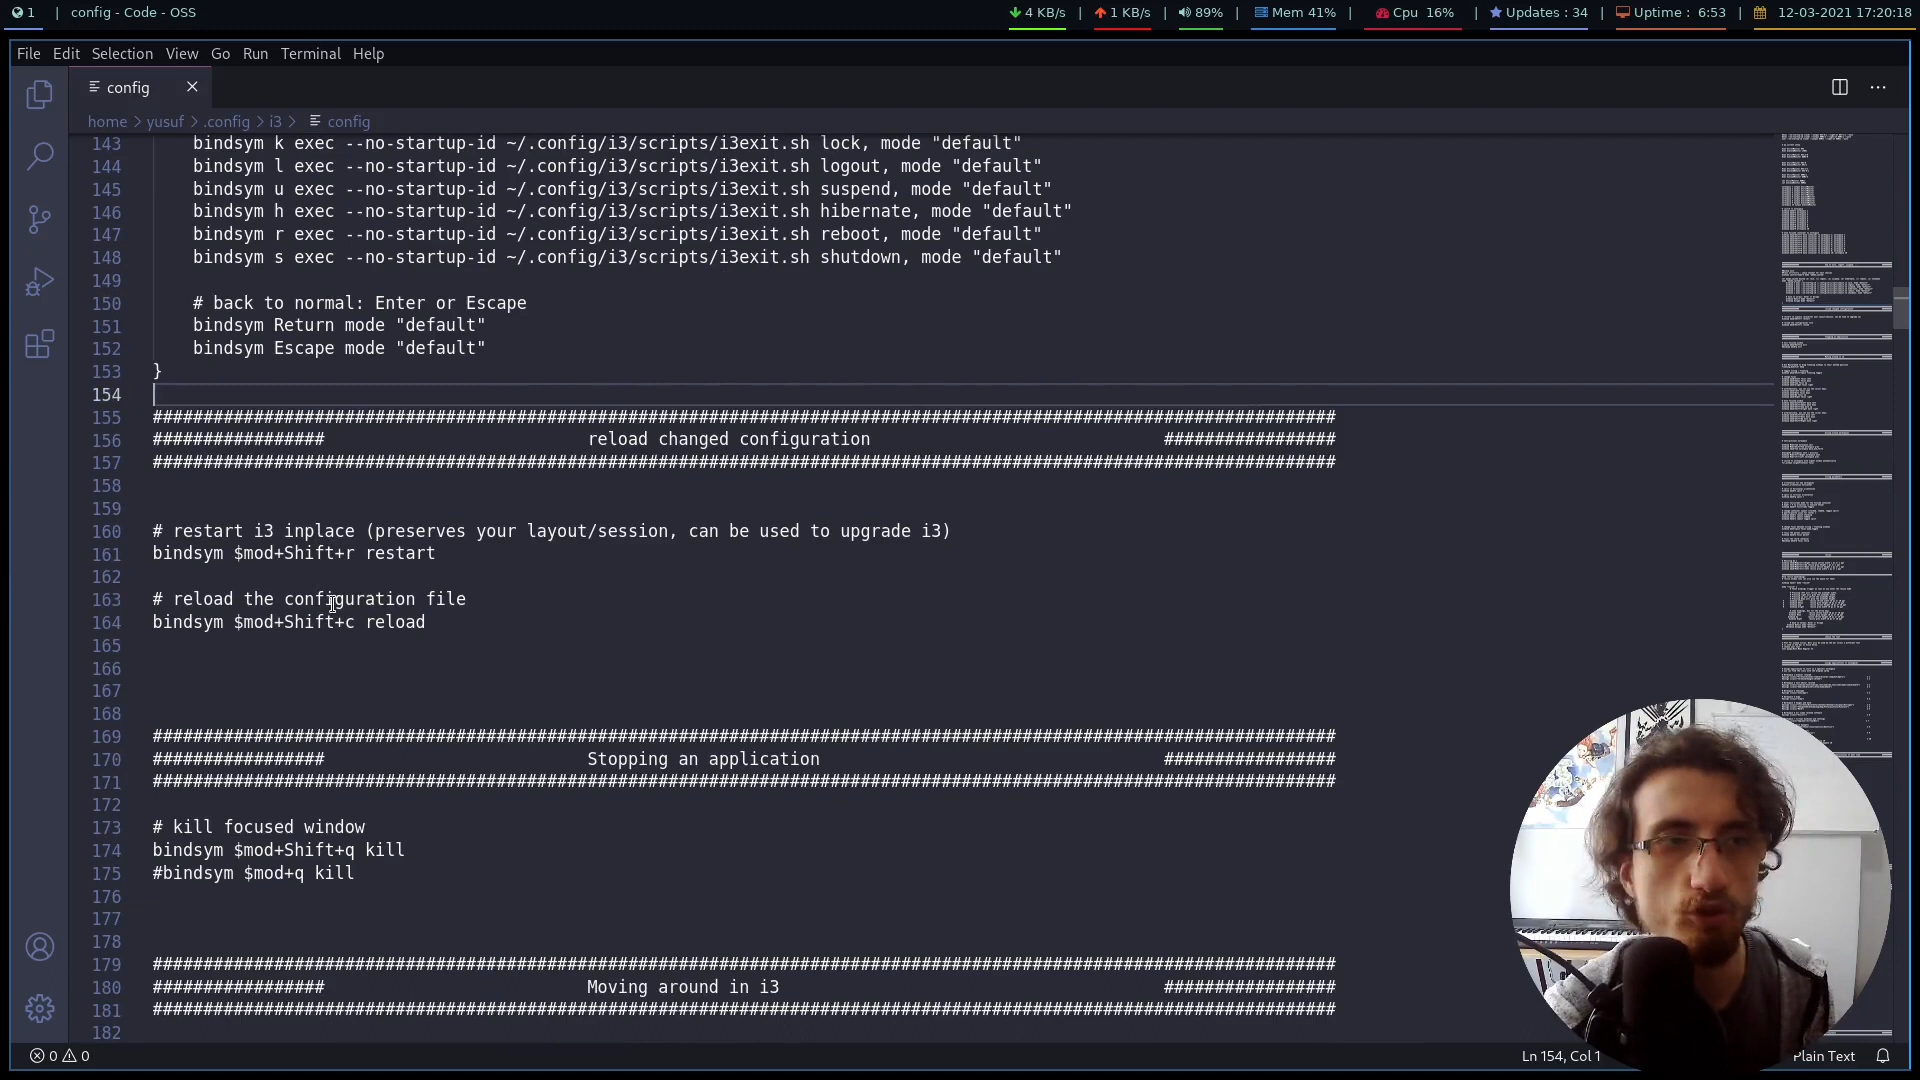 1 | config - Code - OSS 4 KB/s | 1 KB/s | 89% | Mem 41% | Cpu 16% | Updates : 34 | Uptime : 6:53 | 12-03-2021 17:20:18
File Edit Selection View Go Run Terminal Help
config
home > yusuf > .config > i3 > config
143 bindsym k exec --no-startup-id ~/.config/i3/scripts/i3exit.sh lock, mode "default"
144 bindsym l exec --no-startup-id ~/.config/i3/scripts/i3exit.sh logout, mode "default"
145 bindsym u exec --no-startup-id ~/.config/i3/scripts/i3exit.sh suspend, mode "default"
146 bindsym h exec --no-startup-id ~/.config/i3/scripts/i3exit.sh hibernate, mode "default"
147 bindsym r exec --no-startup-id ~/.config/i3/scripts/i3exit.sh reboot, mode "default"
148 bindsym s exec --no-startup-id ~/.config/i3/scripts/i3exit.sh shutdown, mode "default"
149
150 # back to normal: Enter or Escape
151 bindsym Return mode "default"
152 bindsym Escape mode "default"
153 }
154
155 #####################################################################################################################
156 ################# reload changed configuration #################
157 #####################################################################################################################
158
159
160 # restart i3 inplace (preserves your layout/session, can be used to upgrade i3)
161 bindsym $mod+Shift+r restart
162
163 # reload the configuration file
164 bindsym $mod+Shift+c reload
165
166
167
168
169 #####################################################################################################################
170 ################# Stopping an application #################
171 #####################################################################################################################
172
173 # kill focused window
174 bindsym $mod+Shift+q kill
175 #bindsym $mod+q kill
176
177
178
179 #####################################################################################################################
180 ################# Moving around in i3 #################
181 #####################################################################################################################
182
0 0 Ln 154, Col 1 Plain Text